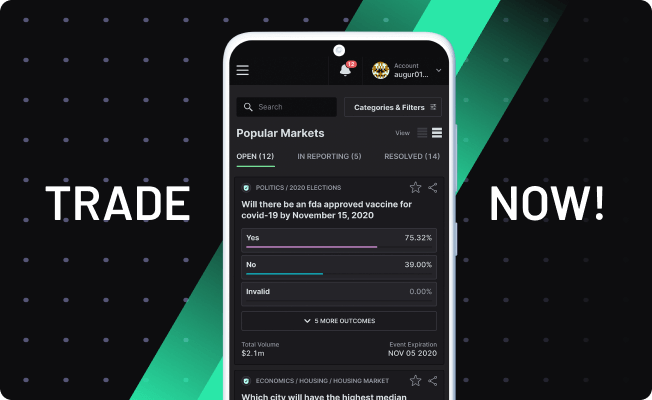 12
Account
augur01...
Search
Categories & Filters
Popular Markets
View
OPEN (12)
IN REPORTING (5)
RESOLVED (14)
POLITICS / 2020 ELECTIONS
Will there be an fda approved vaccine for
covid-19 by November 15, 2020
TRADE
NOW!
Yes
75.32%
No
39.00%
Invalid
0.00%
5 MORE OUTCOMES
Total Volume
Event Expiration
$2.1m
NOV 05 2020
ECONOMICS / HOUSING / HOUSING MARKET
Which city will have the highest median